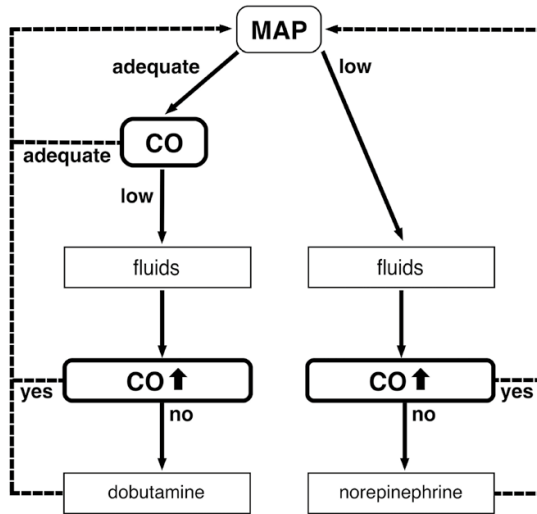 MAP
adequate
low
CO
adequate
low
fluids
fluids
CO
CO
yes
yes
no
no
dobutamine
norepinephrine